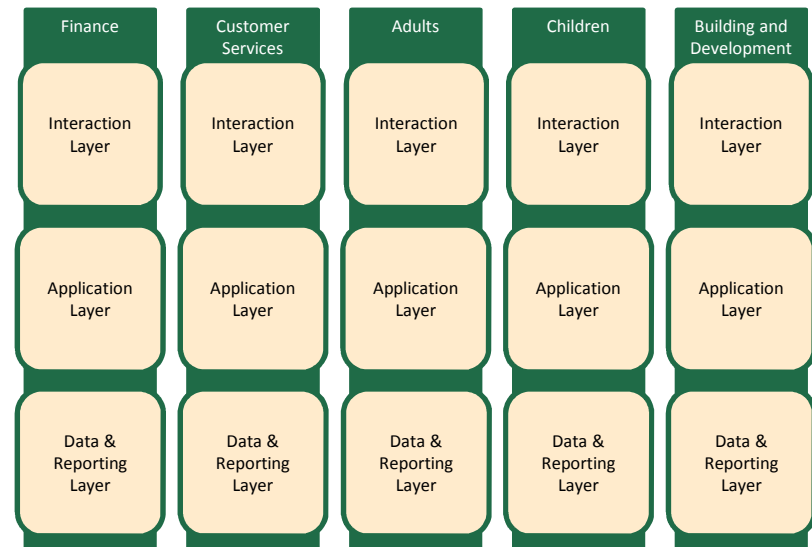 Finance
Customer
Services
Adults
Children
Building and
Development
Interaction
Layer
Interaction
Layer
Interaction
Layer
Interaction
Layer
Interaction
Layer
Application
Layer
Application
Layer
Application
Layer
Application
Layer
Application
Layer
Data &
Reporting
Layer
Data &
Reporting
Layer
Data &
Reporting
Layer
Data &
Reporting
Layer
Data &
Reporting
Layer